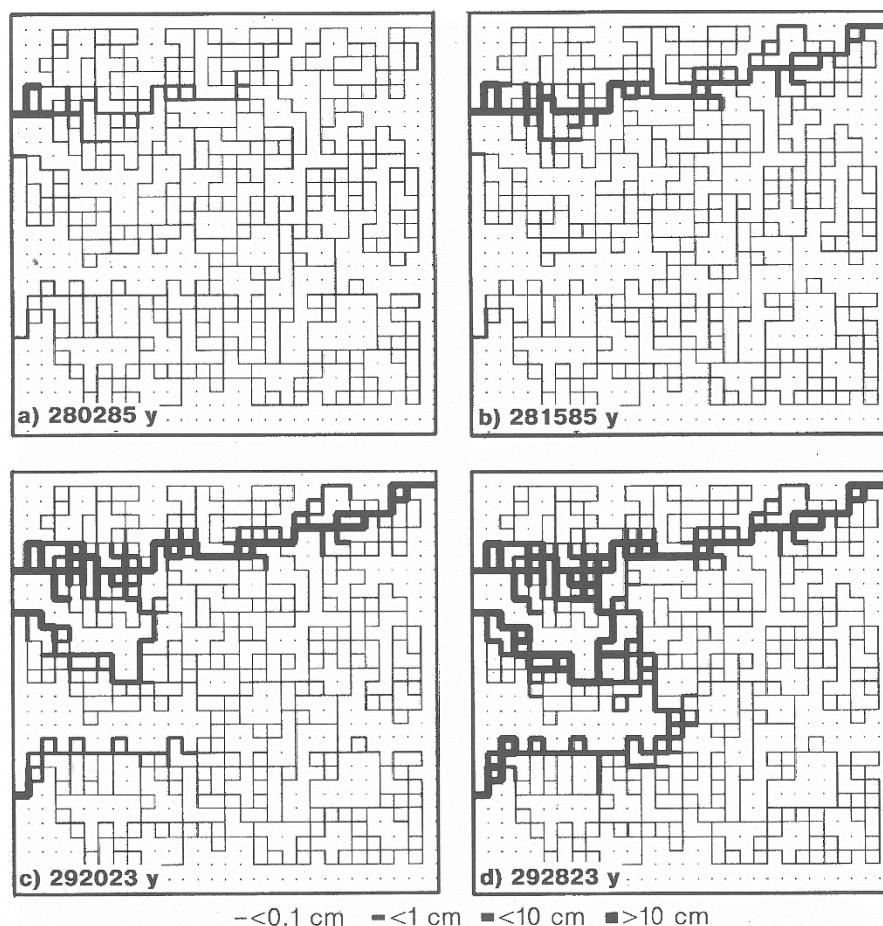 a) 280285 y
b) 281585 y
c) 292023 y
d) 292823 y
-<0.1 cm -<1 cm ■<10 cm ■>10 cm